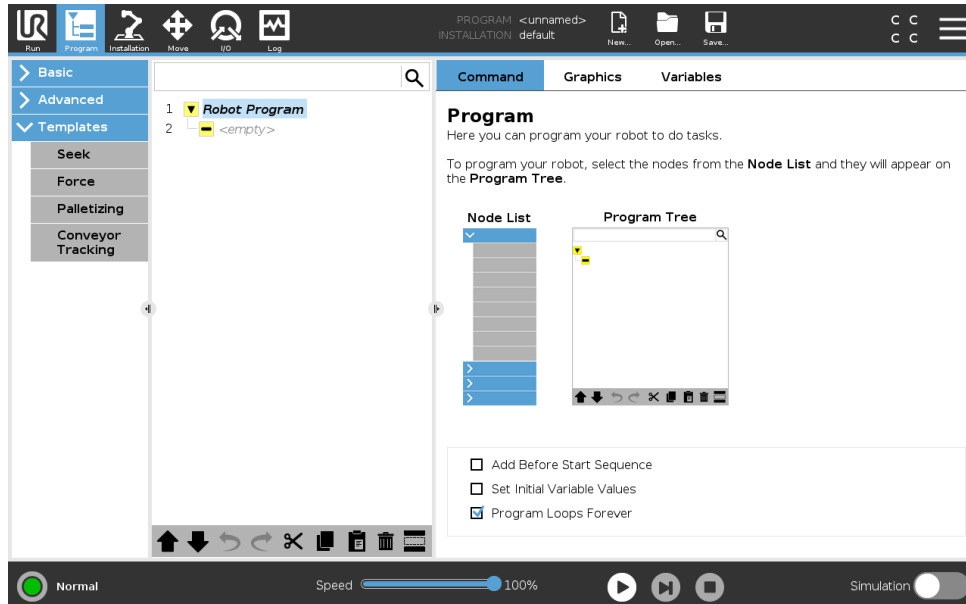 UR
Run
Program
Installation
Move
I/O
Log
PROGRAM <unnamed>
INSTALLATION default
New...
Open...
Save...
C C
C C
Basic
Advanced
Templates
Seek
Force
Palletizing
Conveyor
Tracking
1 Robot Program
2 <empty>
Command
Graphics
Variables
Program
Here you can program your robot to do tasks.
To program your robot, select the nodes from the Node List and they will appear on
the Program Tree.
Node List
Program Tree
Add Before Start Sequence
Set Initial Variable Values
Program Loops Forever
Normal
Speed
100%
Simulation